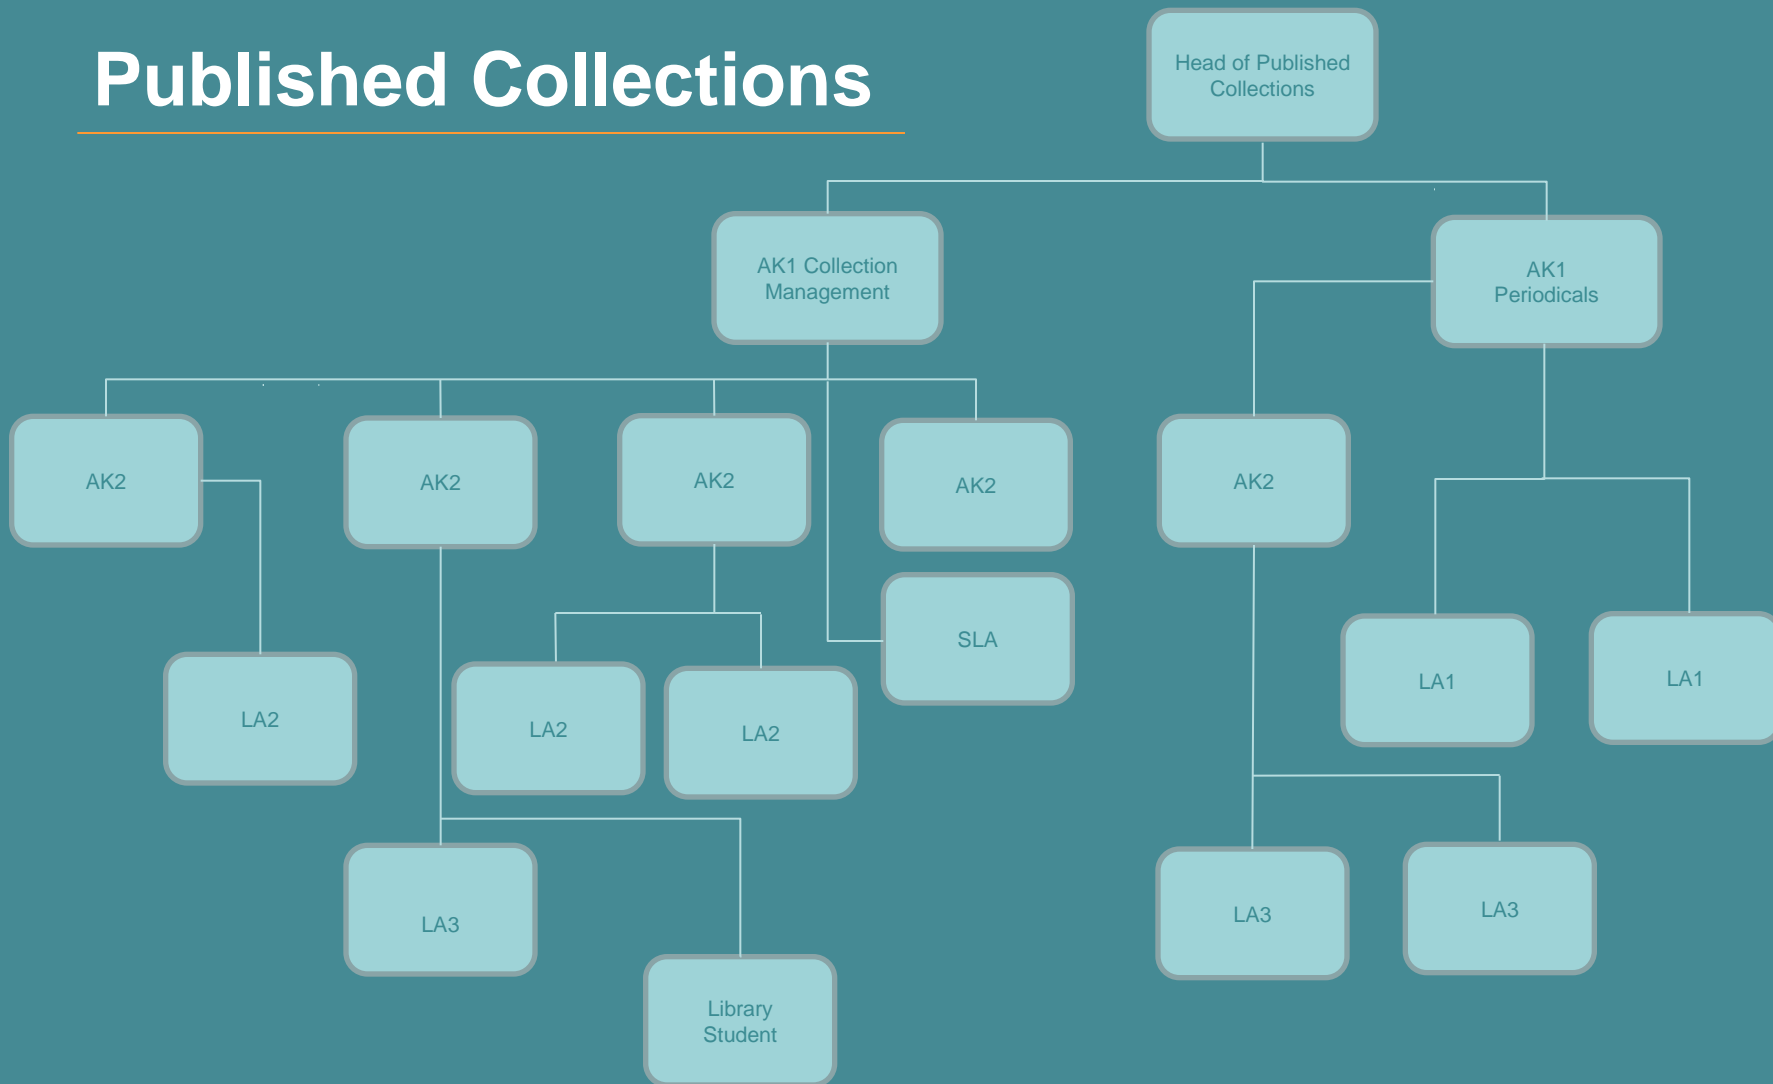 Published Collections
Head of Published
Collections
AK1 Collection
Management
AK1
Periodicals
AK2
AK2
AK2
AK2
AK2
SLA
LA1
LA1
LA2
LA2
LA2
LA3
LA3
LA3
Library
Student